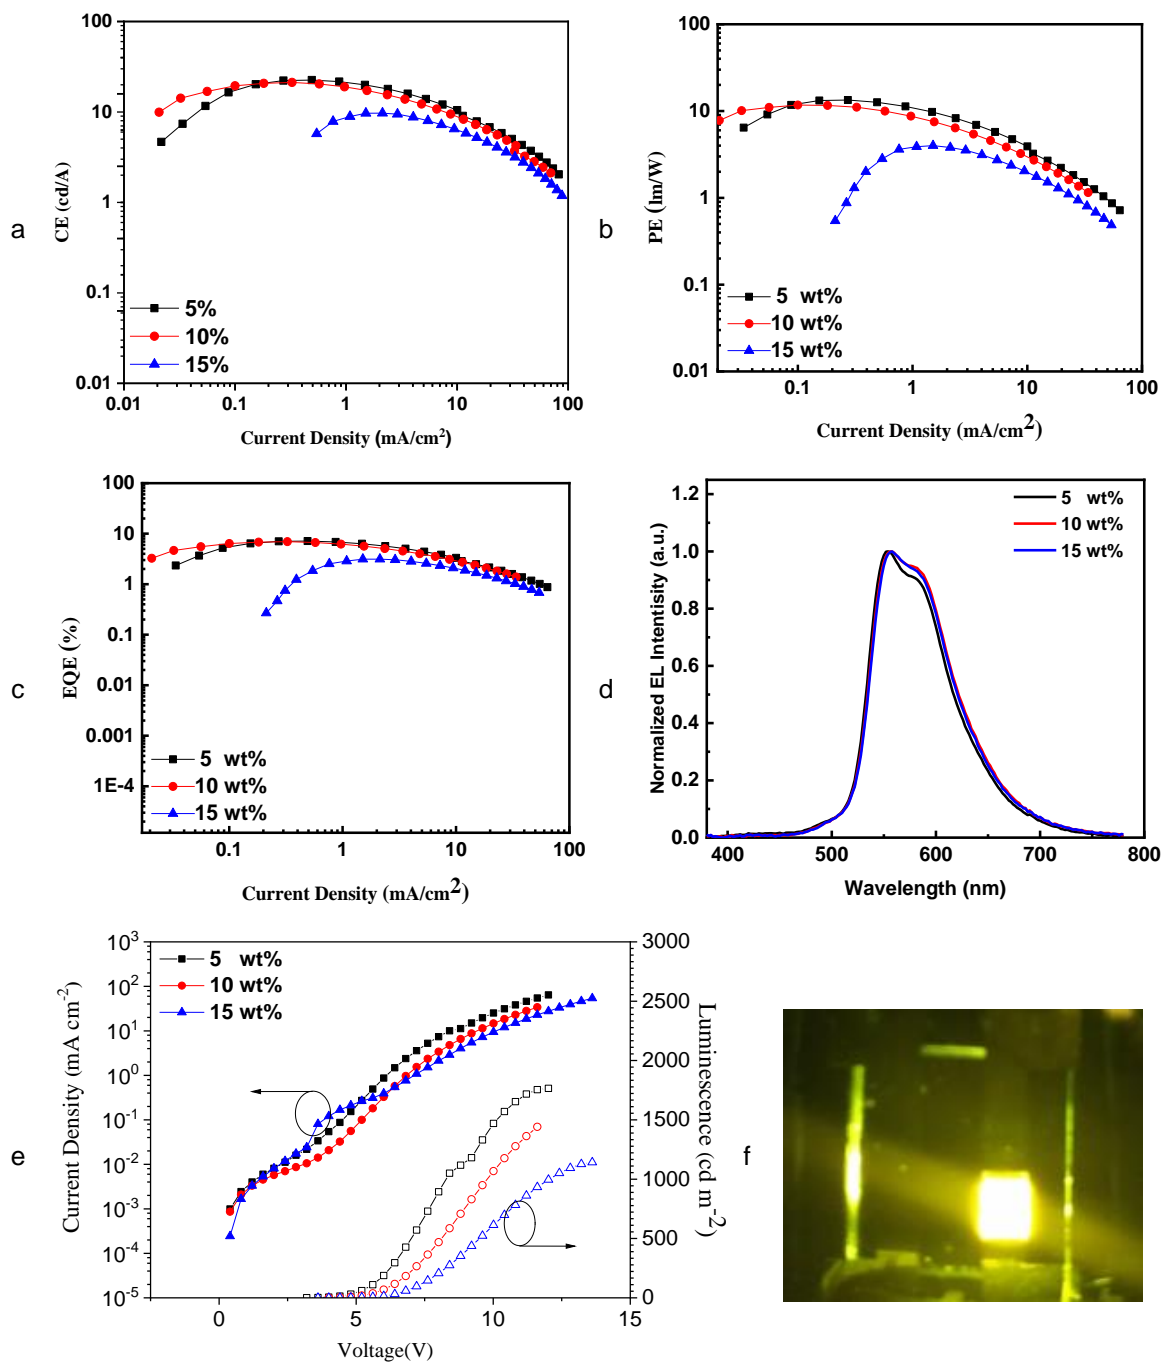 a
CE (cd/A)
100
10
1
0.1
0.01
5%
10%
15%
0.01 0.1 1 10 100
Current Density (mA/cm2)
b
PE (lm/W)
100
10
1
0.1
0.01
5 wt%
10 wt%
15 wt%
0.1 1 10 100
Current Density (mA/cm2)
c
EQE (%)
100
10
1
0.1
0.01
0.001
1E-4
5 wt%
10 wt%
15 wt%
0.1 1 10 100
Current Density (mA/cm2)
d
Normalized EL Intentisity (a.u.)
1.2
1.0
0.8
0.6
0.4
0.2
0.0
5 wt%
10 wt%
15 wt%
400 500 600 700 800
Wavelength (nm)
e
Current Density (mA cm-2)
103
102
101
100
10-1
10-2
10-3
10-4
10-5
5 wt%
10 wt%
15 wt%
3000
2500
2000
1500
1000
500
0
Luminescence (cd m-2)
0 5 10 15
Voltage(V)
f